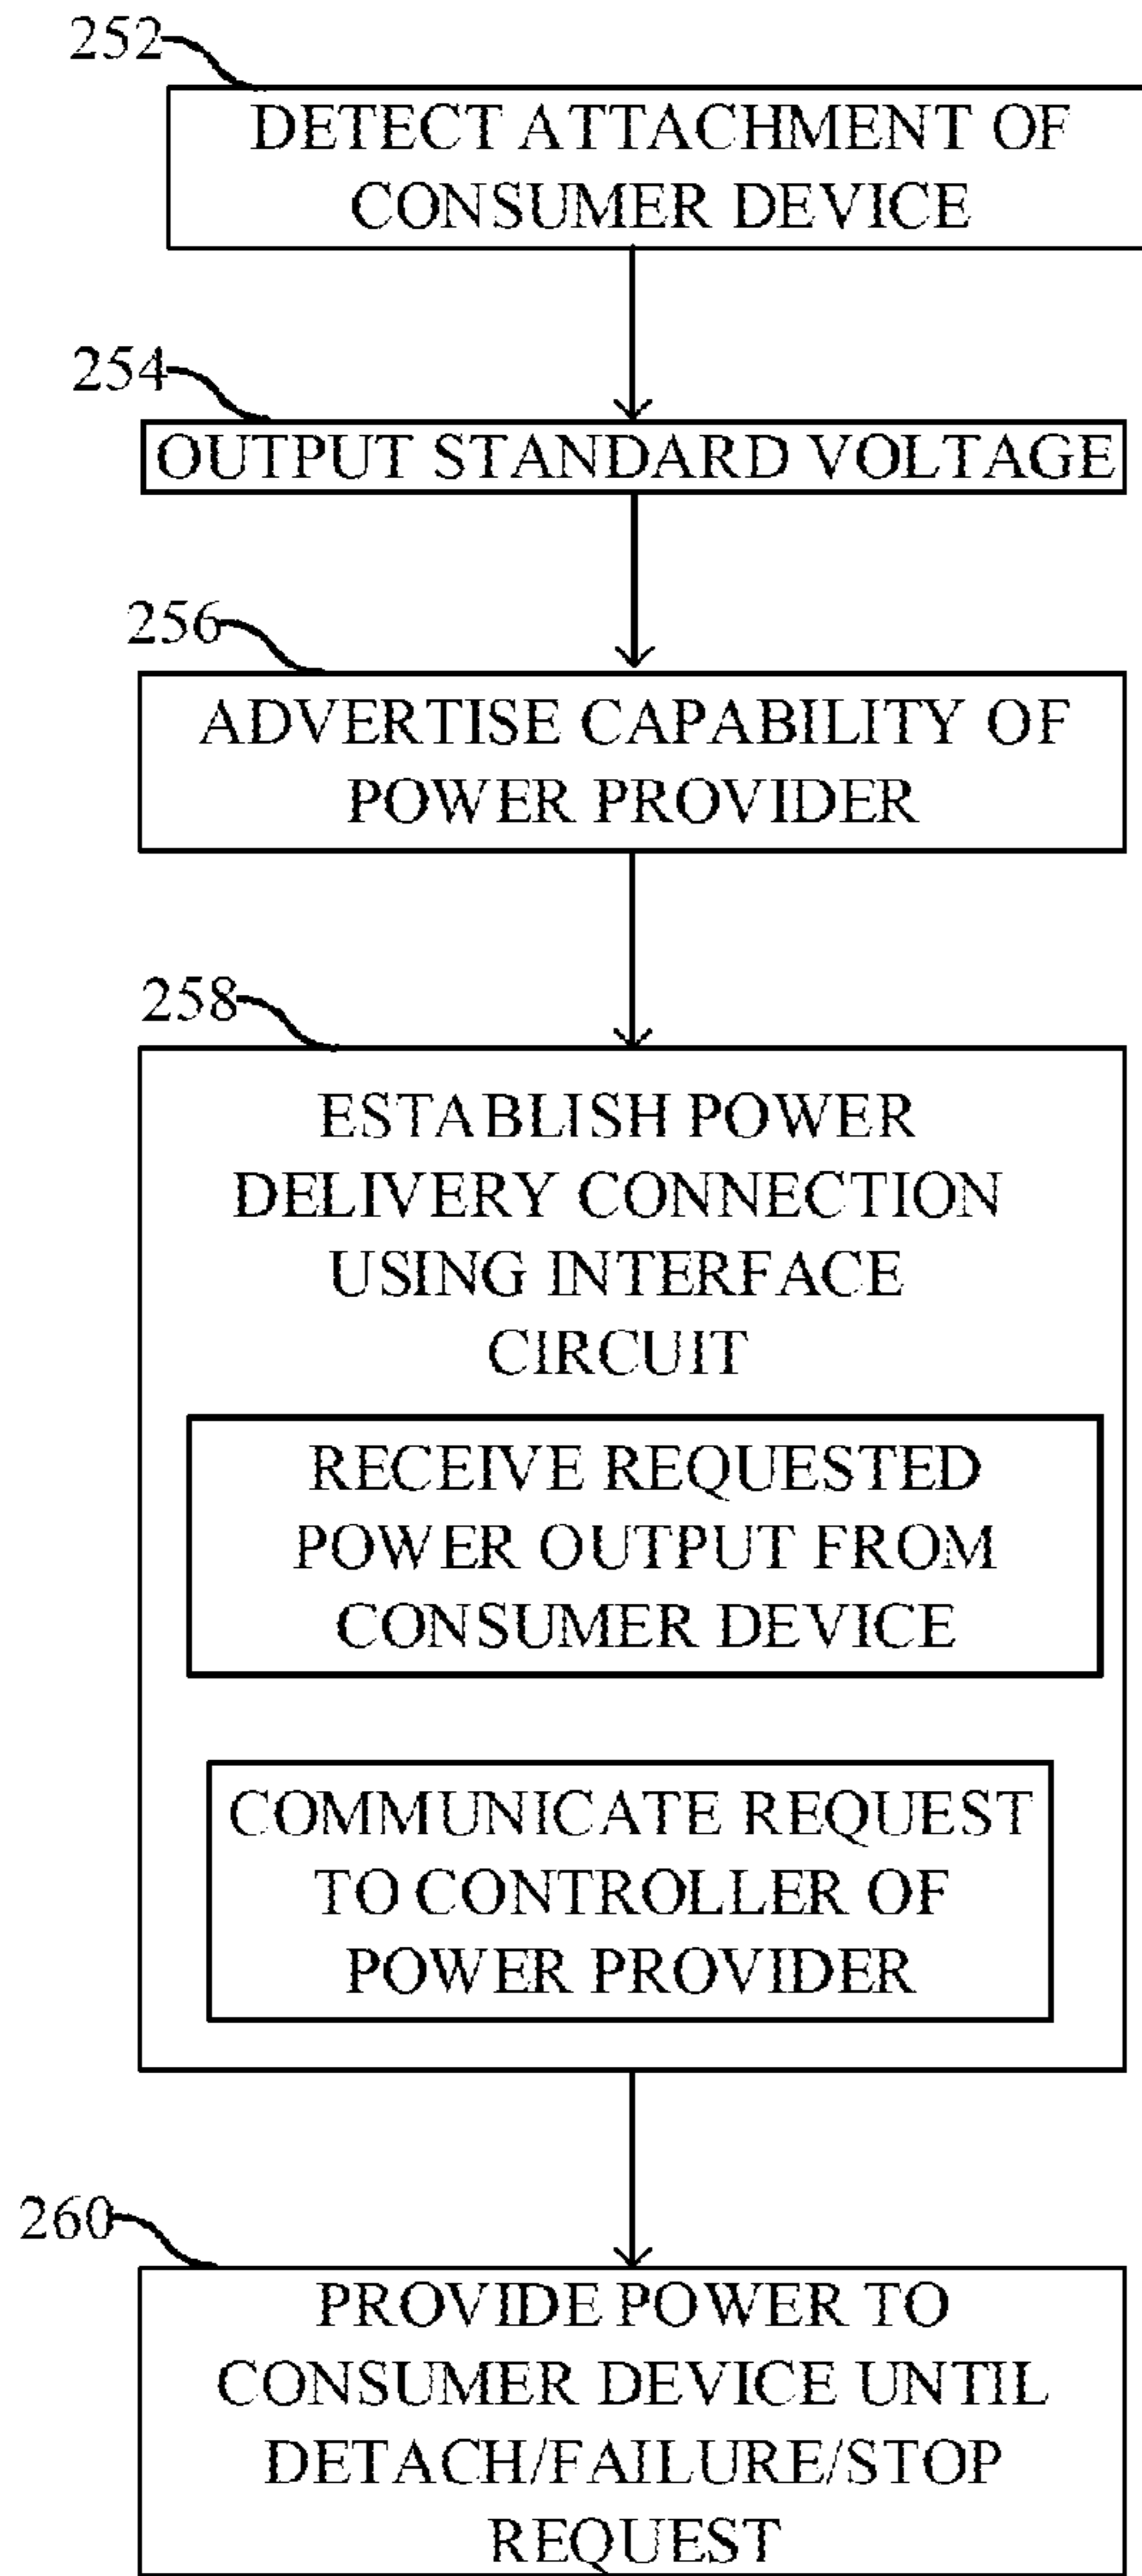 252
DETECT ATTACHMENT OF
CONSUMER DEVICE
254
OUTPUT STANDARD VOLTAGE
256
ADVERTISE CAPABILITY OF
POWER PROVIDER
258
ESTABLISH POWER
DELIVERY CONNECTION
USING INTERFACE
CIRCUIT
RECEIVE REQUESTED
POWER OUTPUT FROM
CONSUMER DEVICE
COMMUNICATE REQUEST
TO CONTROLLER OF
POWER PROVIDER
260
PROVIDE POWER TO
CONSUMER DEVICE UNTIL
DETACH/FAILURE/STOP
REQUEST